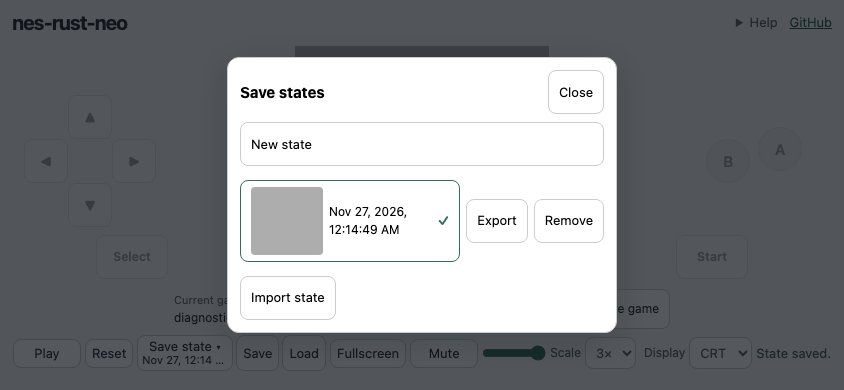 nes-rust-neo
Help GitHub
Save states
Close
New state
Nov 27, 2026,
12:14:49 AM
Export
Remove
Import state
B
A
Select
Start
Current ga
diagnosti
e game
Play
Reset
Save state
Nov 27, 12:14 ...
Save
Load
Fullscreen
Mute
Scale
3×
Display
CRT
State saved.